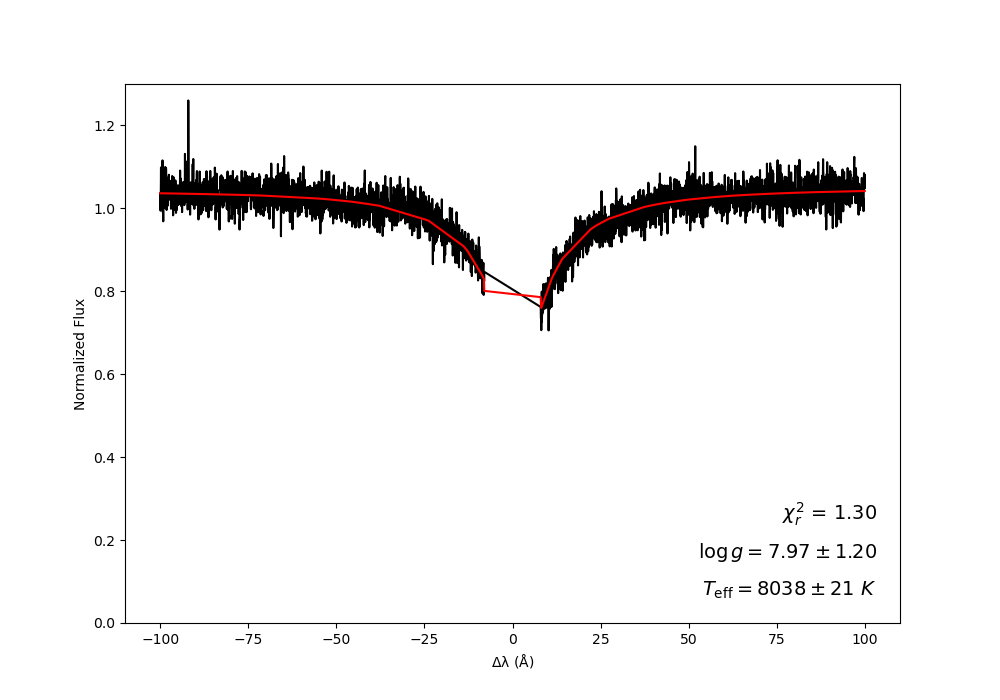 1.2
1.0
0.8
0.6
0.4
0.2
0.0
Normalized Flux
χ²ᵣ = 1.30
log g = 7.97 ± 1.20
T_eff = 8038 ± 21 K
−100 −75 −50 −25 0 25 50 75 100
Δλ (Å)